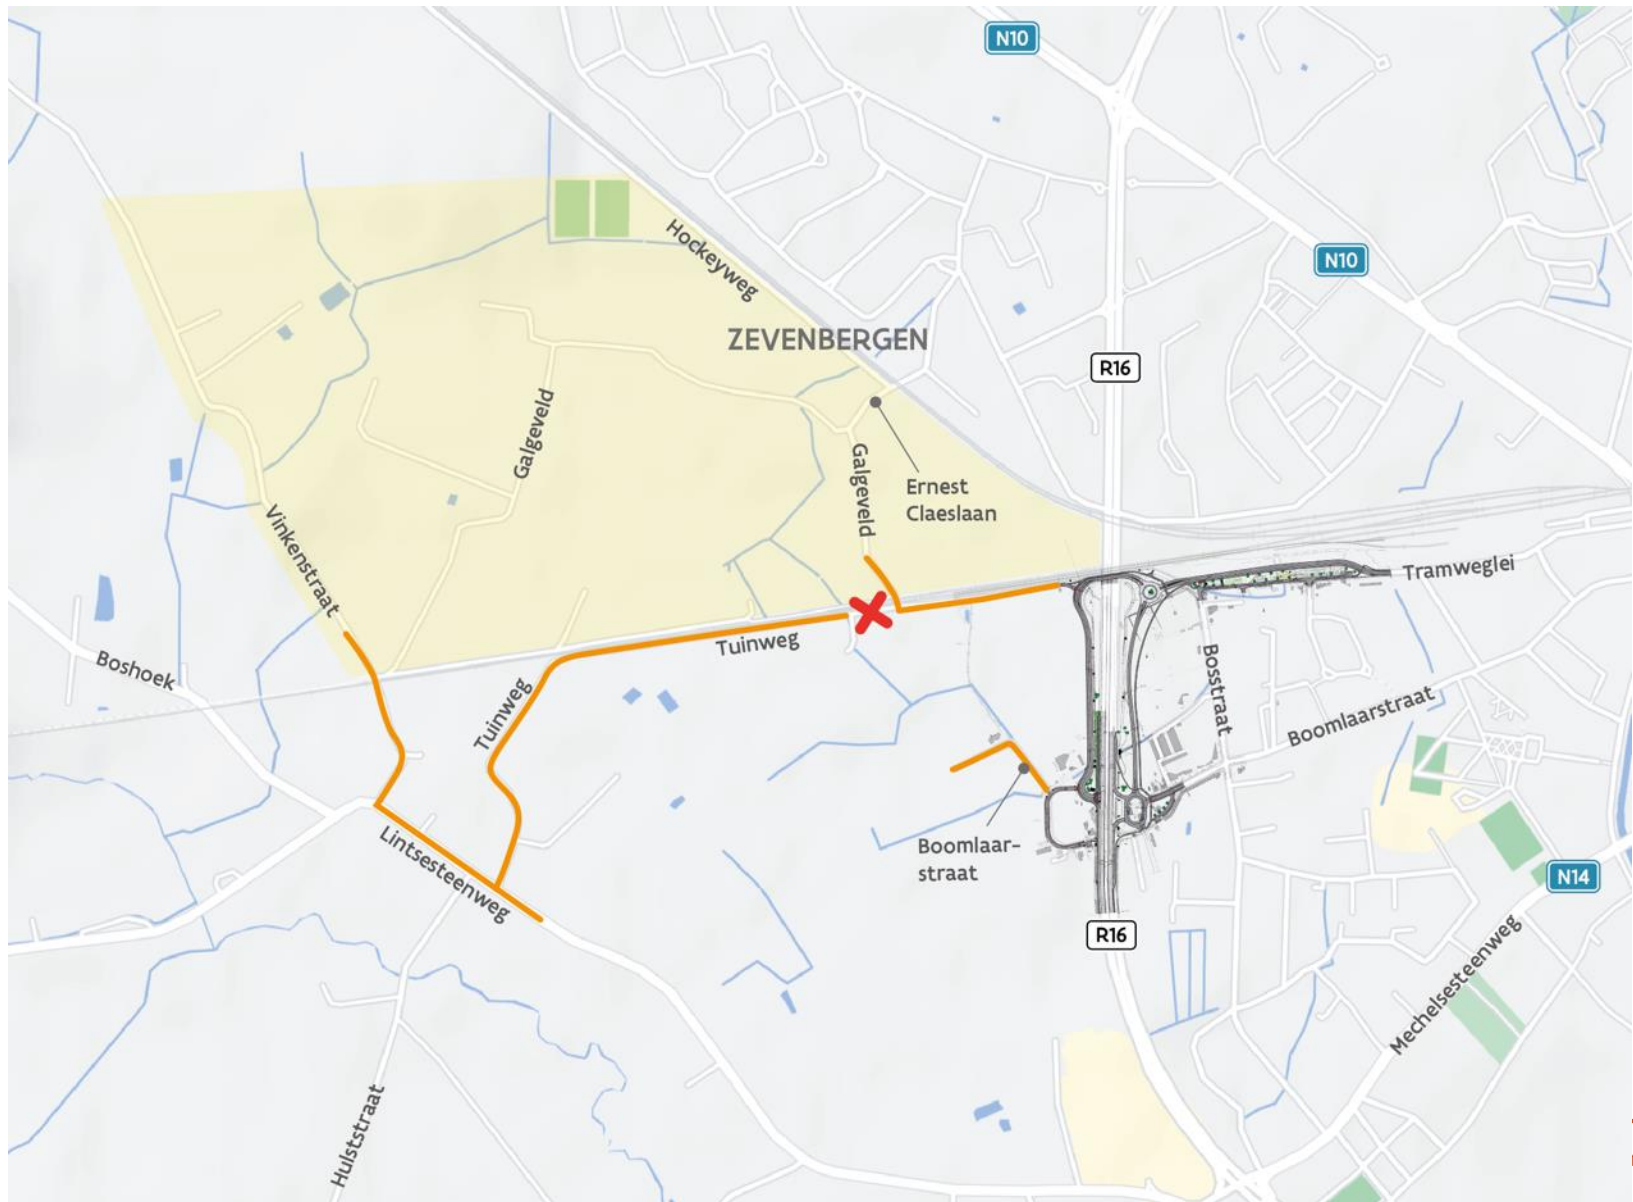 N10
N10
Hockeyweg
ZEVENBERGEN
R16
Galgeveld
Galgeveld
Ernest
Claeslaan
Vinkenstraat
Tramweglei
Boshoek
Tuinweg
Tuinweg
Bosstraat
Boomlaarstraat
Lintsesteenweg
Boomlaar-
straat
N14
R16
Mechelsesteenweg
Hulststraat